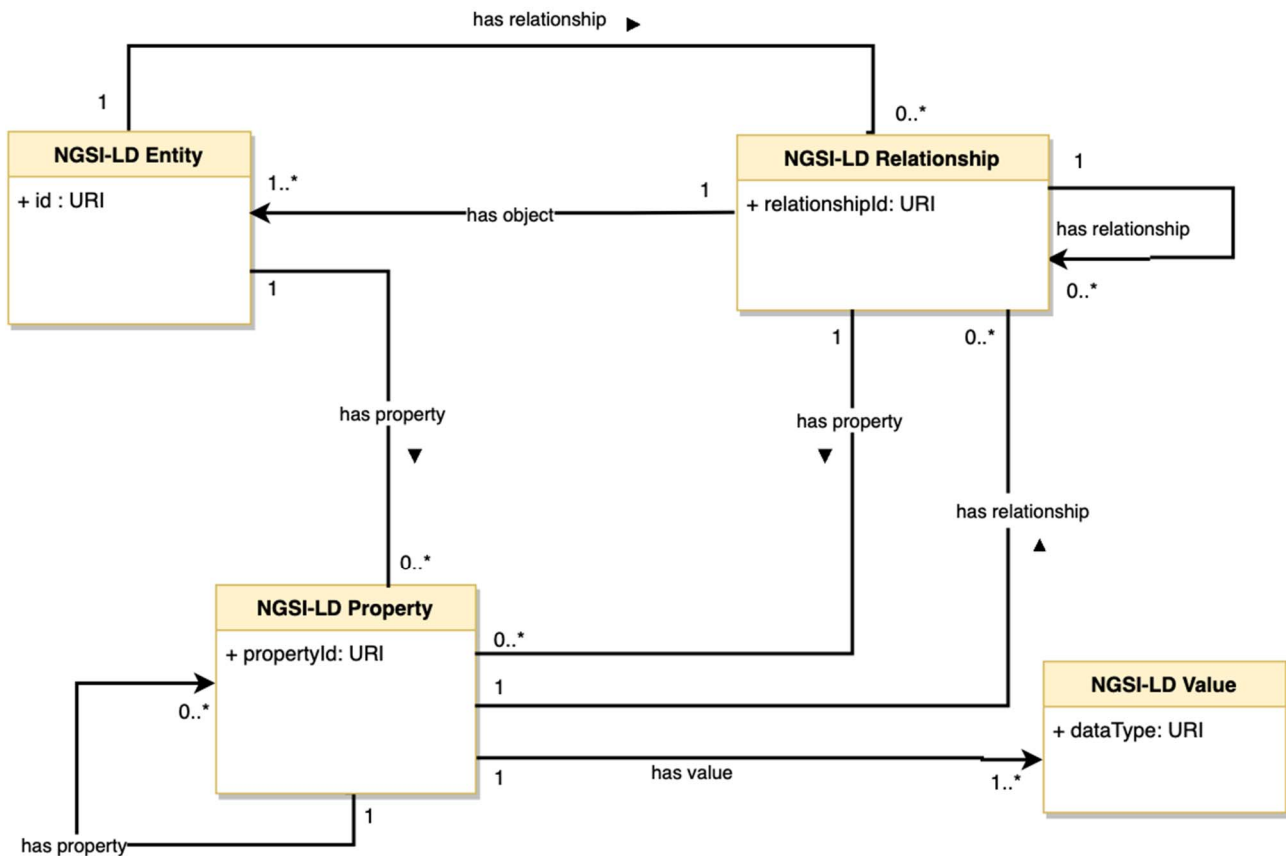 has relationship ►
1
0..*
NGSI-LD Entity
+ id : URI
NGSI-LD Relationship
+ relationshipId: URI
1
1..*
1
has object
has relationship
0..*
1
1
0..*
has property
▼
has property
▼
has relationship
▲
0..*
NGSI-LD Property
+ propertyId: URI
0..*
1
0..*
NGSI-LD Value
+ dataType: URI
1
has value
1..*
1
has property